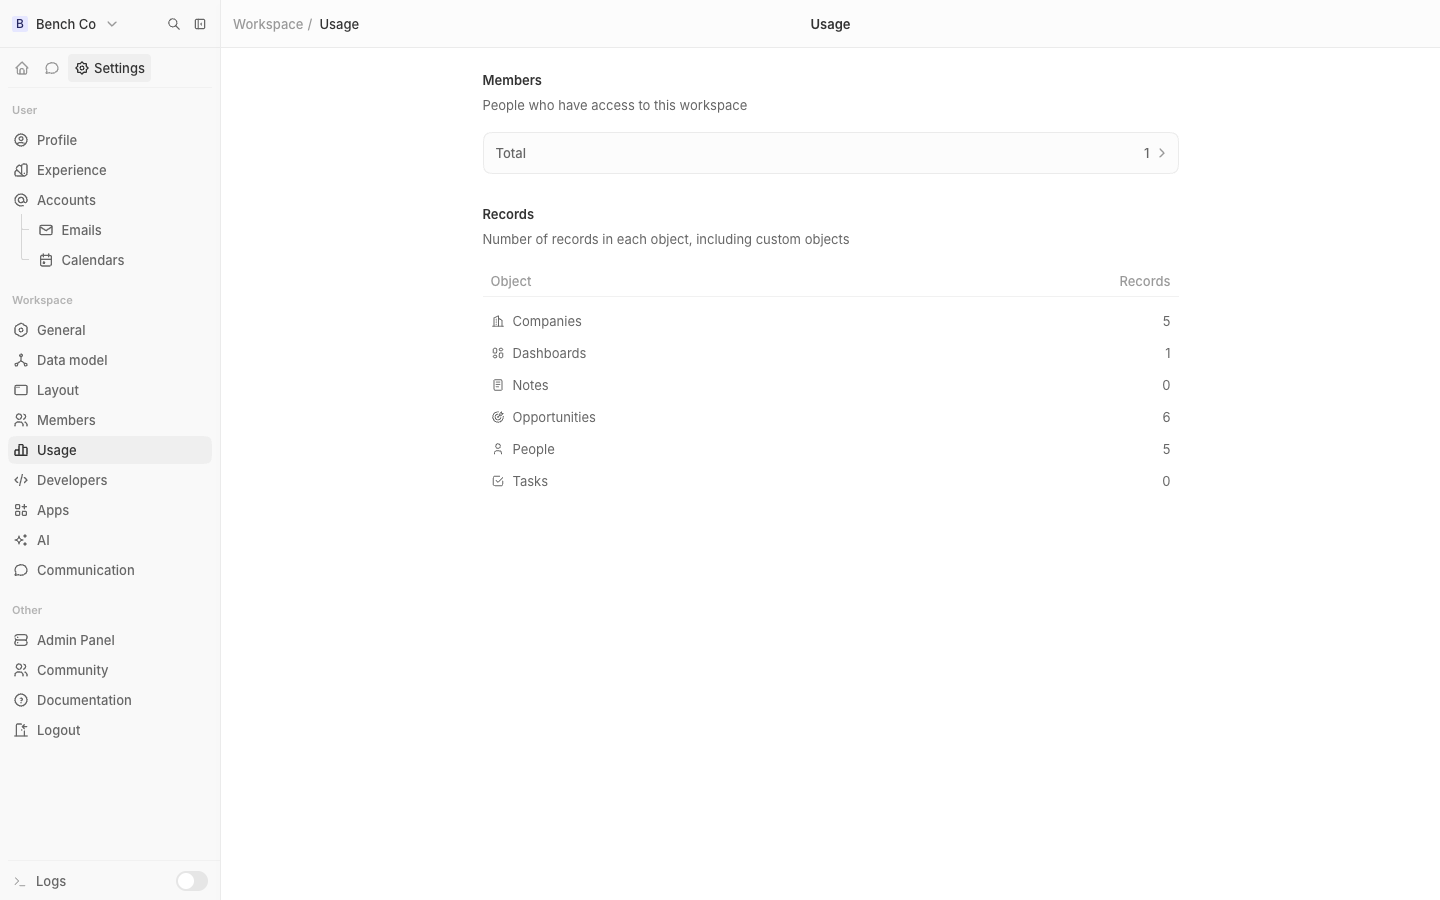 B Bench Co
Workspace / Usage
Usage
Settings
User
Profile
Experience
Accounts
Emails
Calendars
Workspace
General
Data model
Layout
Members
Usage
Developers
Apps
AI
Communication
Other
Admin Panel
Community
Documentation
Logout
Logs
Members
People who have access to this workspace
Total 1
Records
Number of records in each object, including custom objects
Object Records
Companies 5
Dashboards 1
Notes 0
Opportunities 6
People 5
Tasks 0